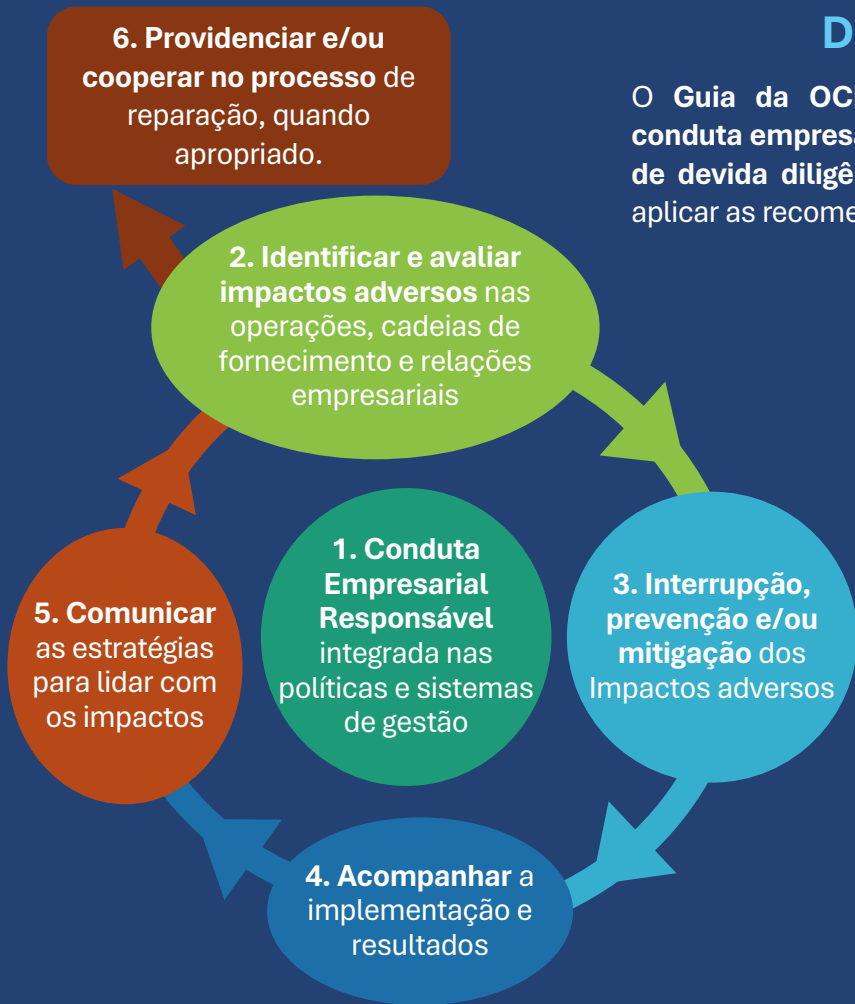 6. Providenciar e/ou
cooperar no processo de
reparação, quando
apropriado.
D
O Guia da OC
conduta empresa
de devida diligê
aplicar as recome
2. Identificar e avaliar
impactos adversos nas
operações, cadeias de
fornecimento e relações
empresariais
1. Conduta
Empresarial
Responsável
integrada nas
políticas e sistemas
de gestão
3. Interrupção,
prevenção e/ou
mitigação dos
Impactos adversos
4. Acompanhar a
implementação e
resultados
5. Comunicar
as estratégias
para lidar com
os impactos